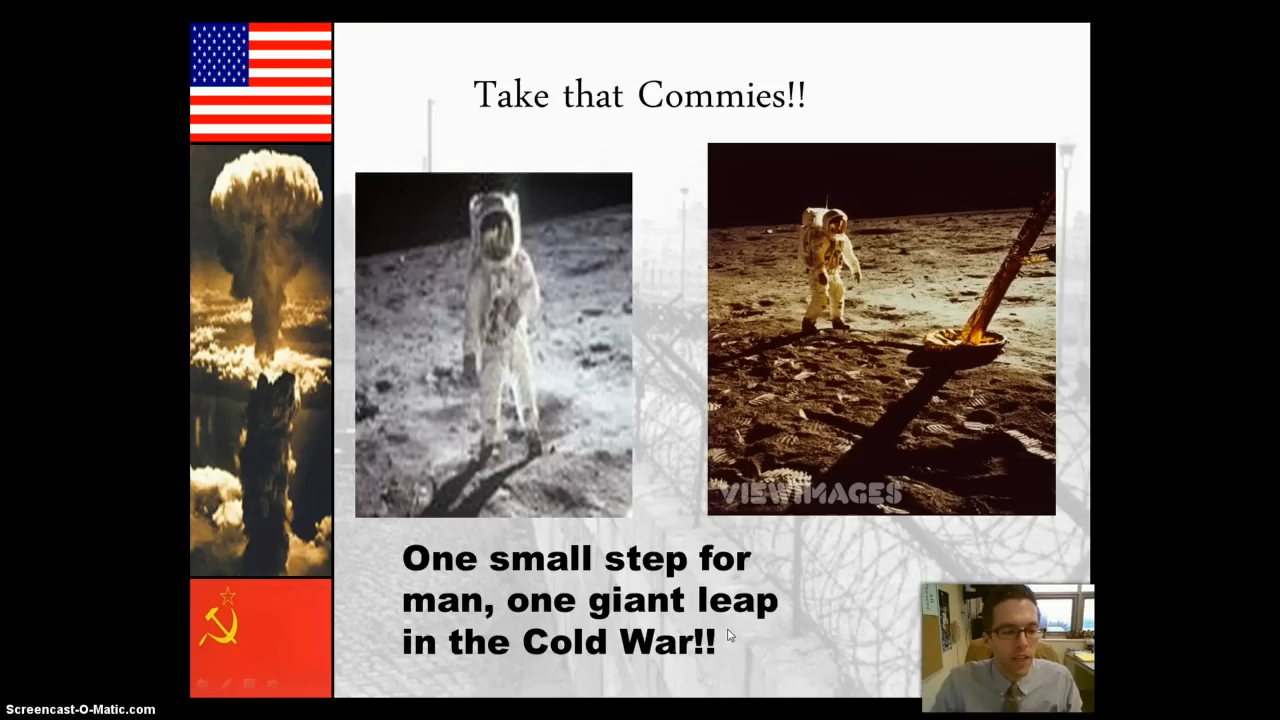 Take that Commies!!
VIEWIMAGES
One small step for
man, one giant leap
in the Cold War!!
Screencast-O-Matic.com